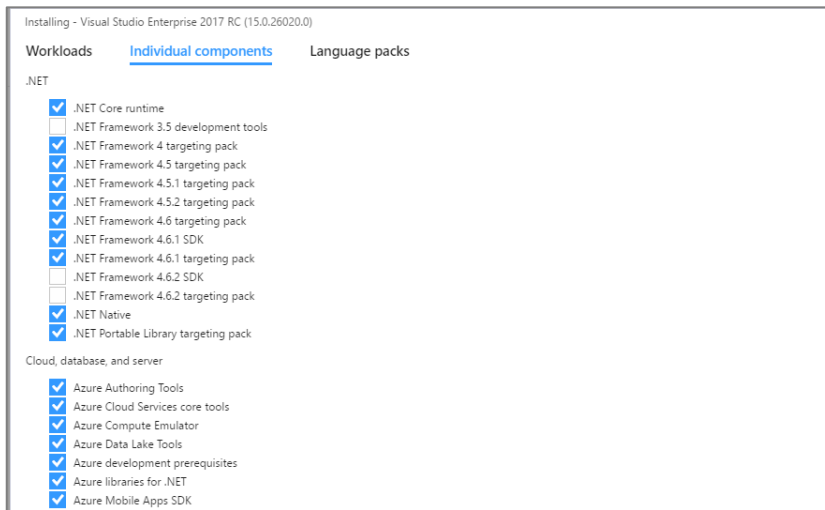 Installing - Visual Studio Enterprise 2017 RC (15.0.26020.0)
Workloads Individual components Language packs
.NET
.NET Core runtime
.NET Framework 3.5 development tools
.NET Framework 4 targeting pack
.NET Framework 4.5 targeting pack
.NET Framework 4.5.1 targeting pack
.NET Framework 4.5.2 targeting pack
.NET Framework 4.6 targeting pack
.NET Framework 4.6.1 SDK
.NET Framework 4.6.1 targeting pack
.NET Framework 4.6.2 SDK
.NET Framework 4.6.2 targeting pack
.NET Native
.NET Portable Library targeting pack
Cloud, database, and server
Azure Authoring Tools
Azure Cloud Services core tools
Azure Compute Emulator
Azure Data Lake Tools
Azure development prerequisites
Azure libraries for .NET
Azure Mobile Apps SDK